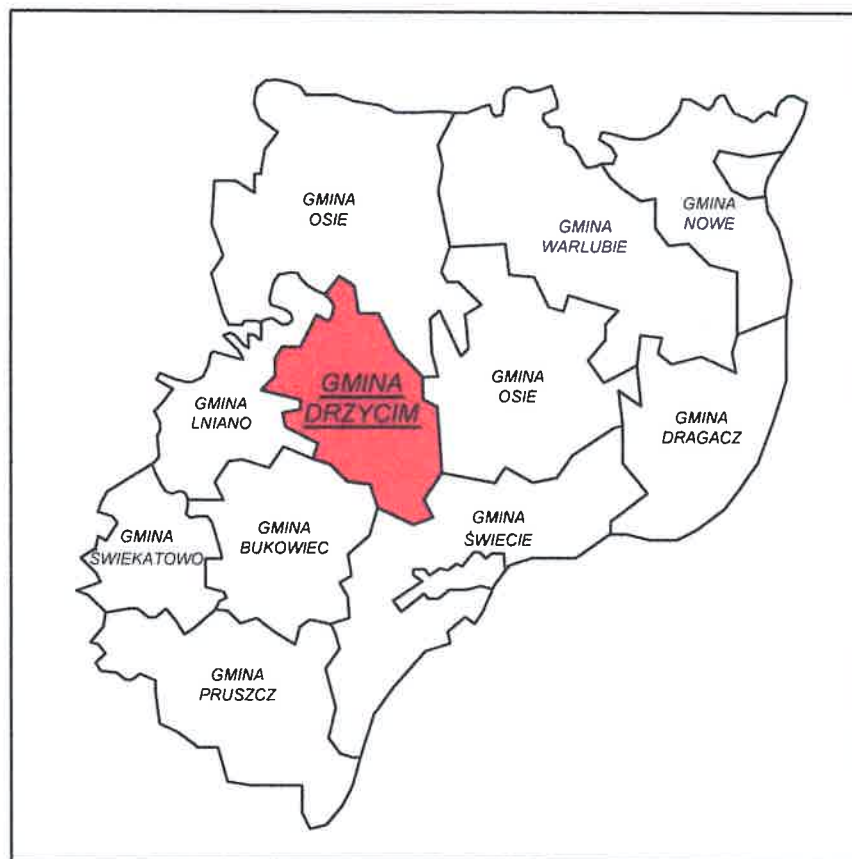 GMINA
OSIE
GMINA
WARLUBIE
GMINA
NOWE
GMINA
DRZYCIM
GMINA
OSIE
GMINA
LNIANO
GMINA
DRAGACZ
GMINA
ŚWIEKATOWO
GMINA
BUKOWIEC
GMINA
ŚWIECIE
GMINA
PRUSZCZ